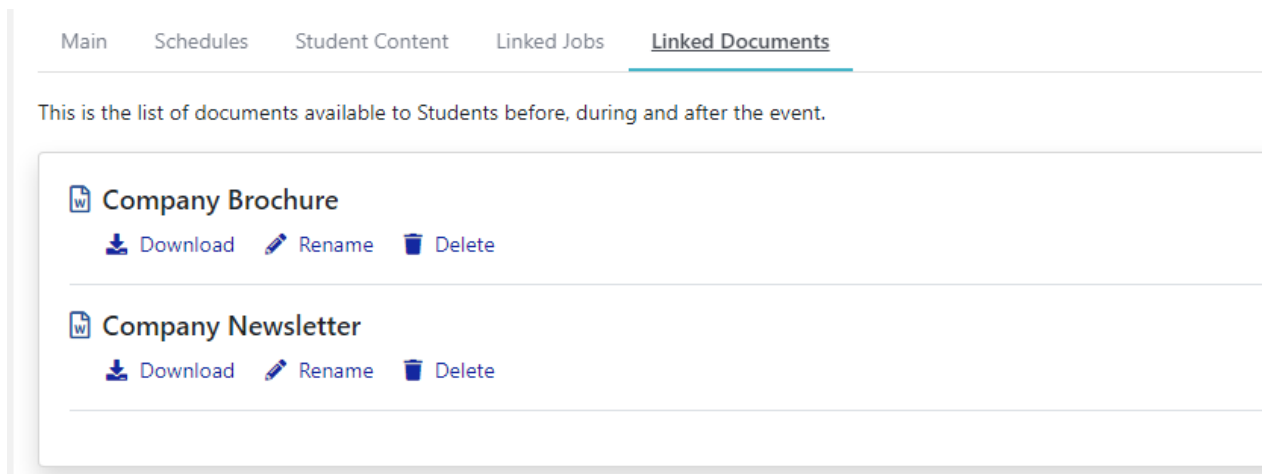 Main Schedules Student Content Linked Jobs Linked Documents
This is the list of documents available to Students before, during and after the event.
Company Brochure
Download Rename Delete
Company Newsletter
Download Rename Delete